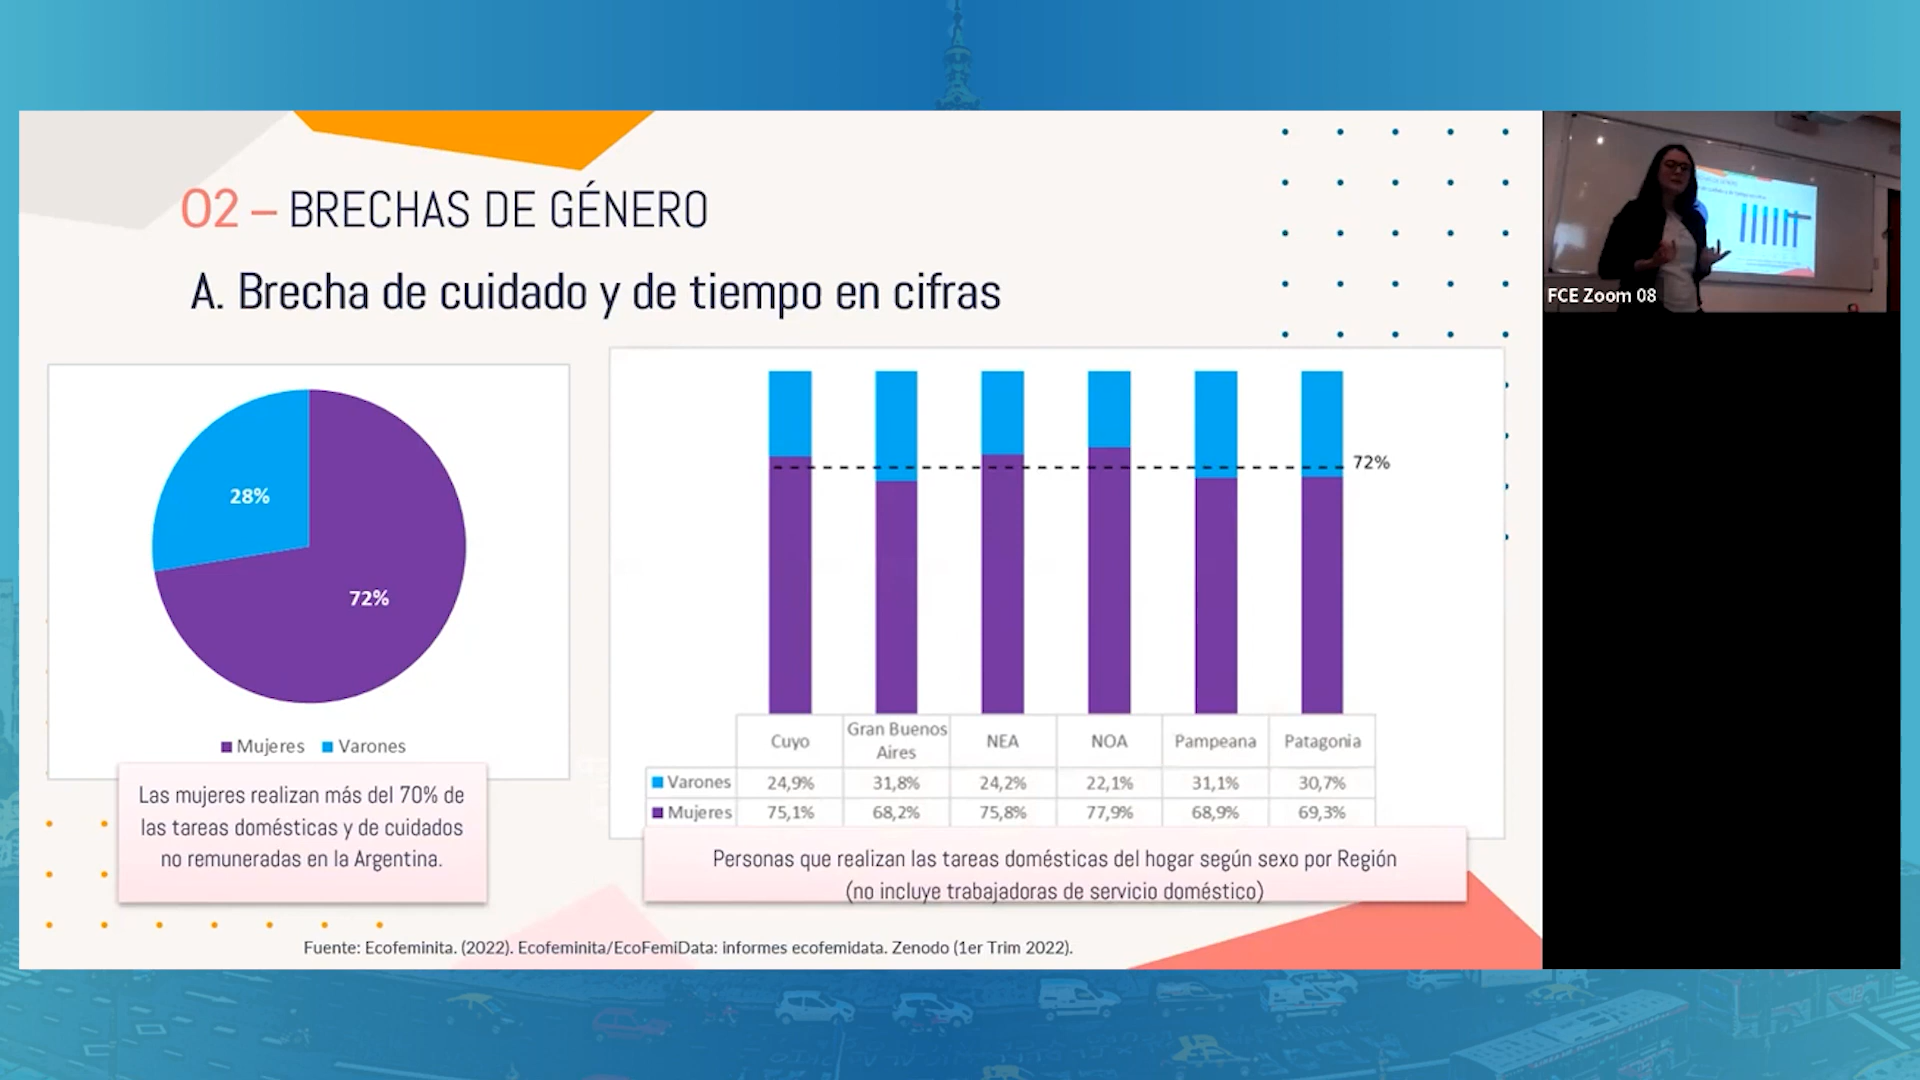 02 – BRECHAS DE GÉNERO
A. Brecha de cuidado y de tiempo en cifras
28%
72%
Mujeres Varones
Las mujeres realizan más del 70% de
las tareas domésticas y de cuidados
no remuneradas en la Argentina.
72%
Cuyo Gran Buenos Aires NEA NOA Pampeana Patagonia
Varones 24,9% 31,8% 24,2% 22,1% 31,1% 30,7%
Mujeres 75,1% 68,2% 75,8% 77,9% 68,9% 69,3%
Personas que realizan las tareas domésticas del hogar según sexo por Región
(no incluye trabajadoras de servicio doméstico)
Fuente: Ecofeminita. (2022). Ecofeminita/EcoFemiData: informes ecofemidata. Zenodo (1er Trim 2022).
FCE Zoom 08